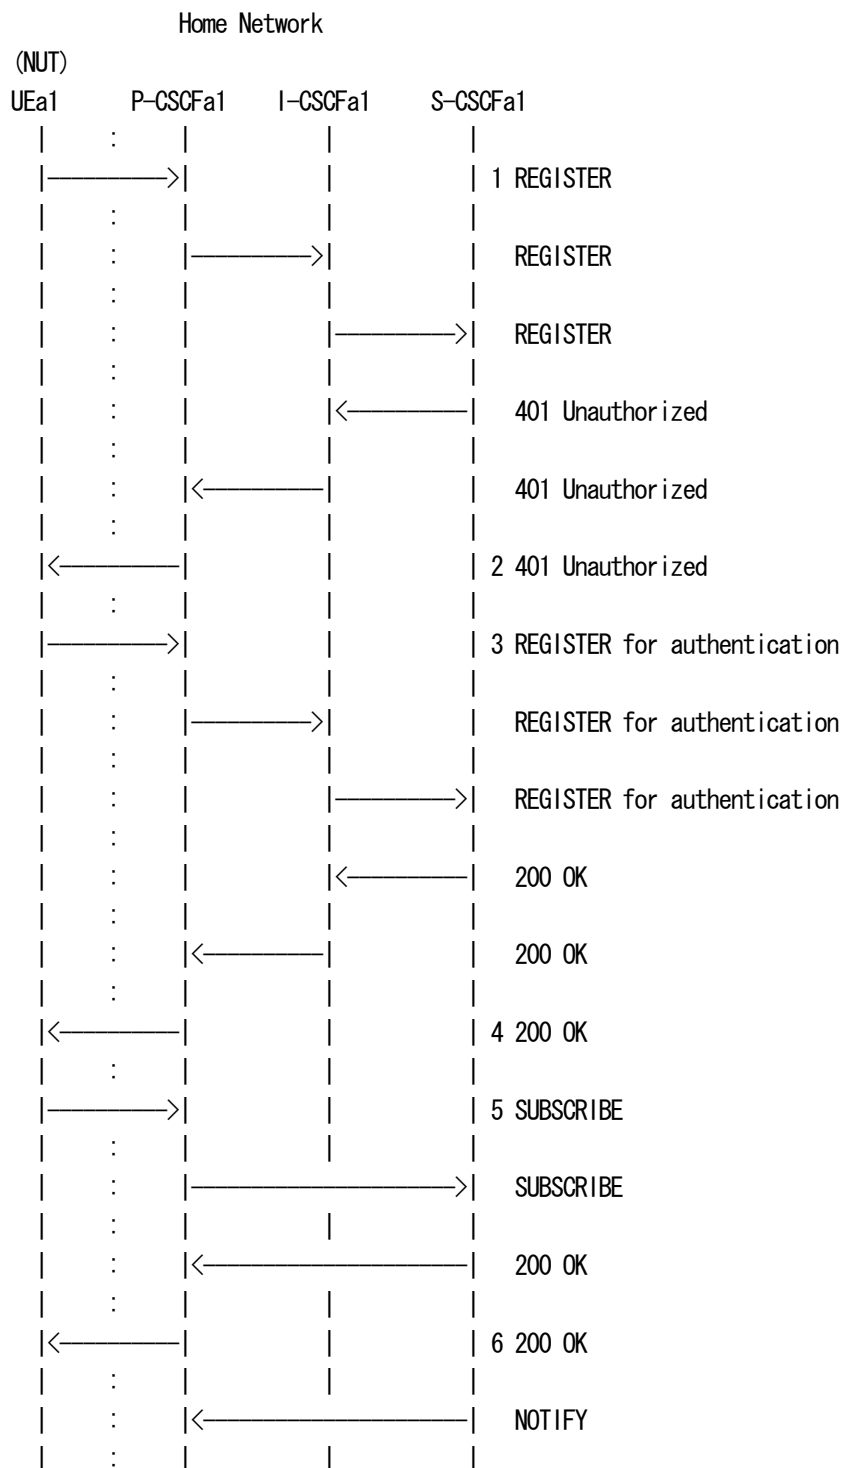 Home Network
(NUT)
UEa1 P-CSCFa1 I-CSCFa1 S-CSCFa1
1 REGISTER
REGISTER
REGISTER
401 Unauthorized
401 Unauthorized
2 401 Unauthorized
3 REGISTER for authentication
REGISTER for authentication
REGISTER for authentication
200 OK
200 OK
4 200 OK
5 SUBSCRIBE
SUBSCRIBE
200 OK
6 200 OK
NOTIFY